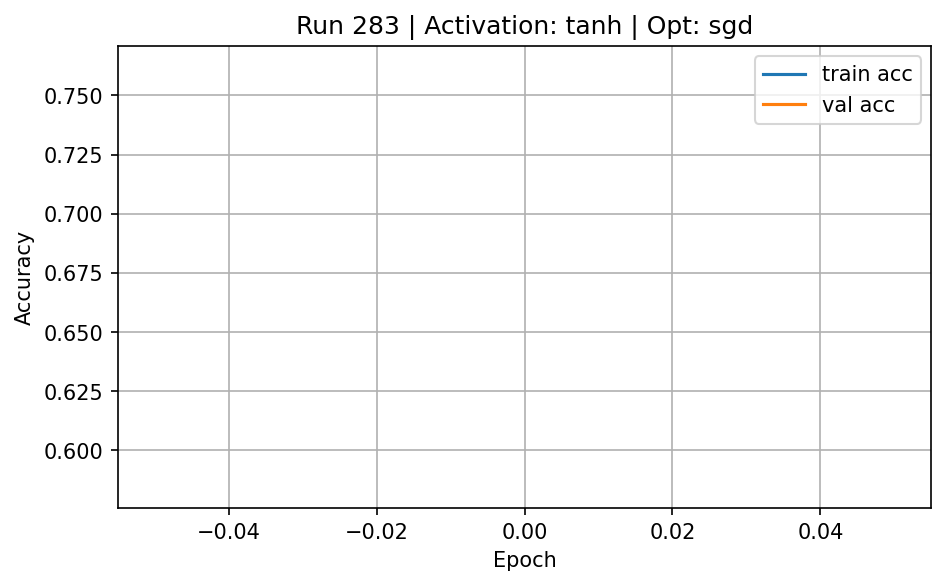 Run 283 | Activation: tanh | Opt: sgd
train acc
val acc
0.750
0.725
0.700
0.675
0.650
0.625
0.600
Accuracy
−0.04
−0.02
0.00
0.02
0.04
Epoch